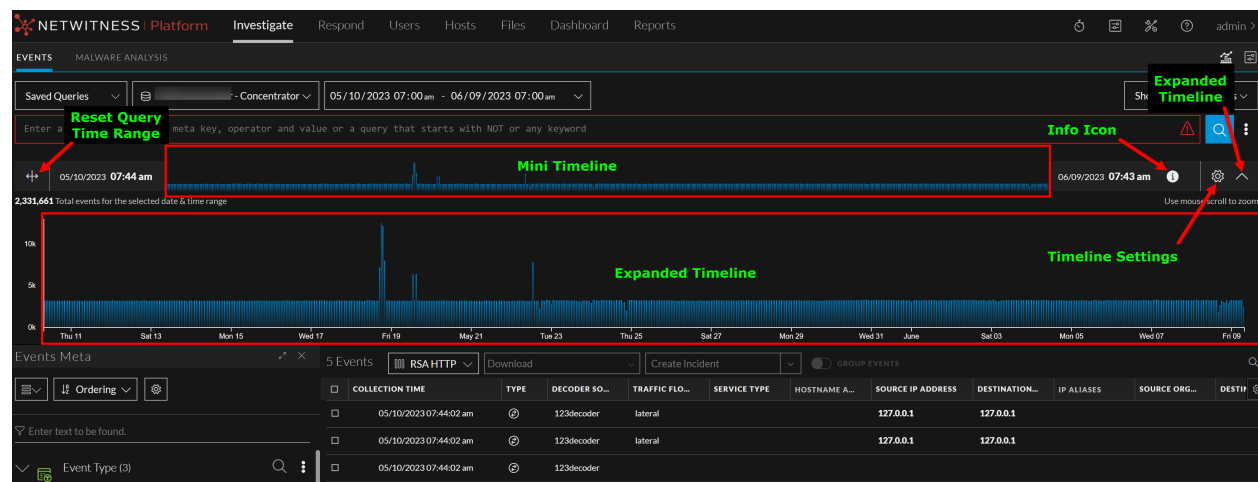 NETWITNESS | Platform Investigate Respond Users Hosts Files Dashboard Reports admin >
EVENTS MALWARE ANALYSIS
Saved Queries - Concentrator 05/10/2023 07:00 am - 06/09/2023 07:00 am
Expanded
Timeline
Reset Query
Time Range
Enter a meta key, operator and value or a query that starts with NOT or any keyword
Info Icon
Mini Timeline
05/10/2023 07:44 am 06/09/2023 07:43 am
2,331,661 Total events for the selected date & time range Use mouse scroll to zoom
10k
5k
0k
Timeline Settings
Expanded Timeline
Thu 11 Sat 13 Mon 15 Wed 17 Fri 19 May 21 Tue 23 Thu 25 Sat 27 Mon 29 Wed 31 June Sat 03 Mon 05 Wed 07 Fri 09
Events Meta 5 Events RSA HTTP Download Create Incident GROUP EVENTS
Ordering
COLLECTION TIME TYPE DECODER SO... TRAFFIC FLO... SERVICE TYPE HOSTNAME A... SOURCE IP ADDRESS DESTINATION... IP ALIASES SOURCE ORG... DESTIN
05/10/2023 07:44:02 am 123decoder lateral 127.0.0.1 127.0.0.1
Enter text to be found.
05/10/2023 07:44:02 am 123decoder lateral 127.0.0.1 127.0.0.1
Event Type (3)
05/10/2023 07:44:02 am 123decoder